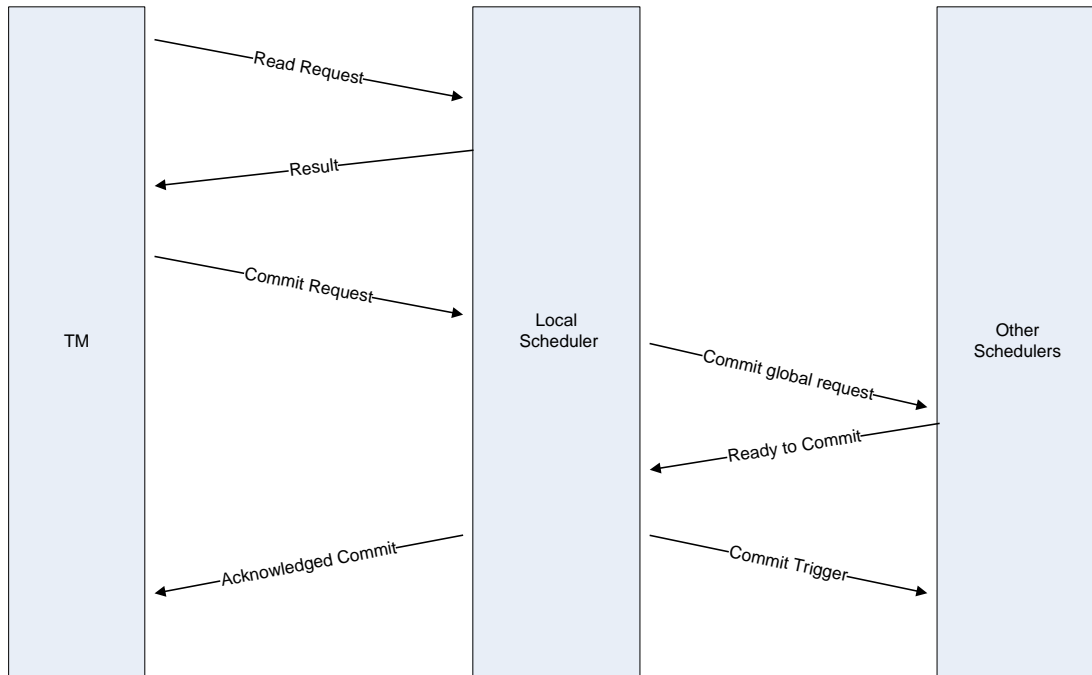 Read Request
Result
Commit Request
TM
Local
Scheduler
Other
Schedulers
Commit global request
Ready to Commit
Acknowledged Commit
Commit Trigger